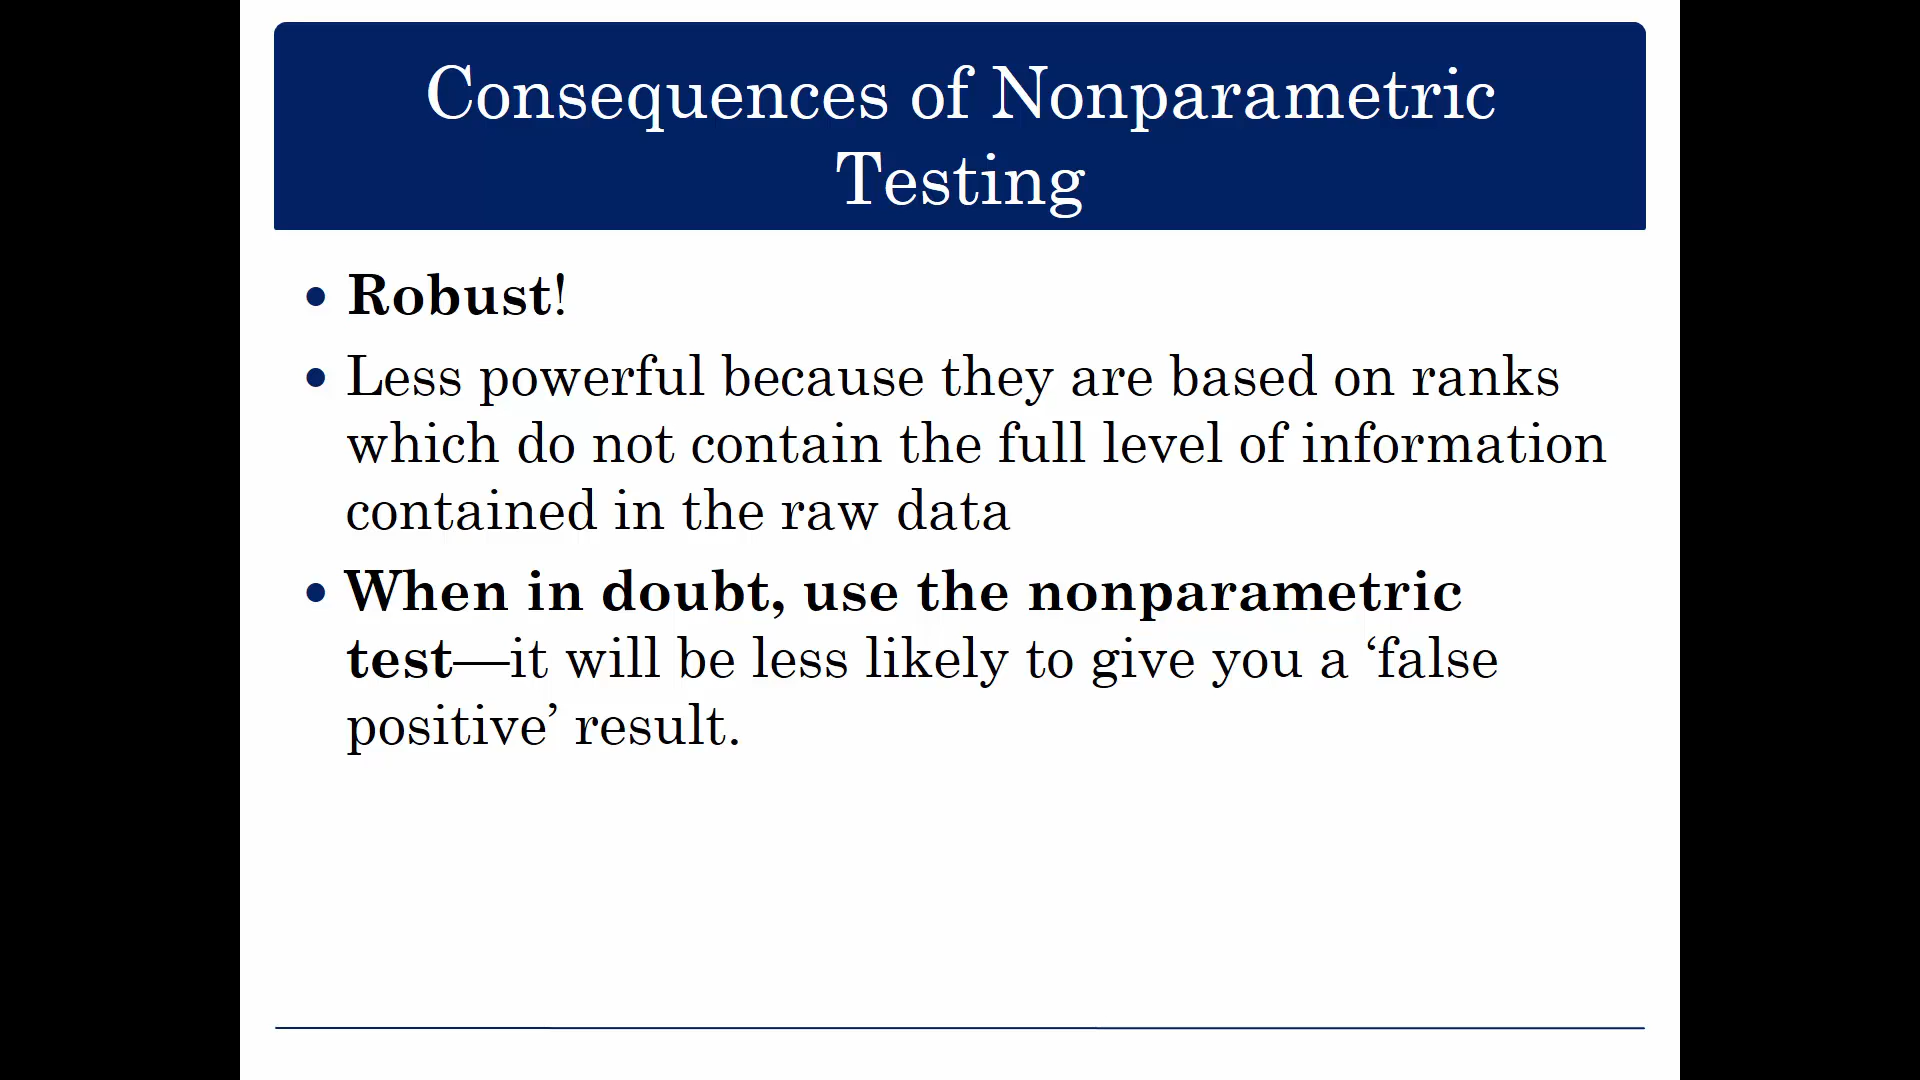 Consequences of Nonparametric
Testing
• Robust!
• Less powerful because they are based on ranks
which do not contain the full level of information
contained in the raw data
• When in doubt, use the nonparametric
test—it will be less likely to give you a ‘false
positive’ result.